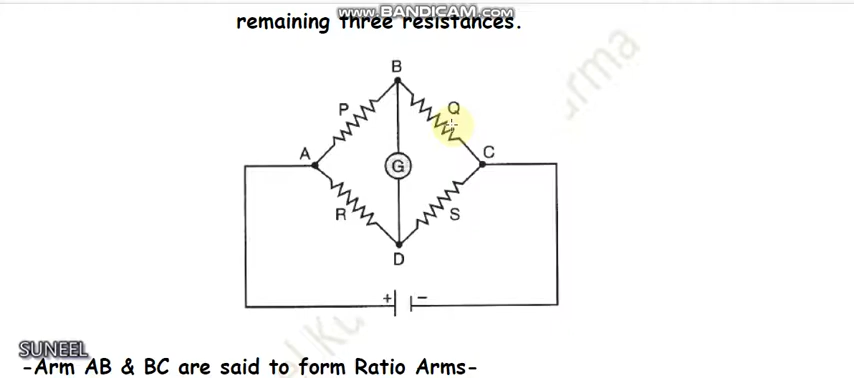 www.BANDICAM.com
remaining three resistances.
B
P Q
A C
G
R S
D
+ -
SUNEEL
-Arm AB & BC are said to form Ratio Arms-